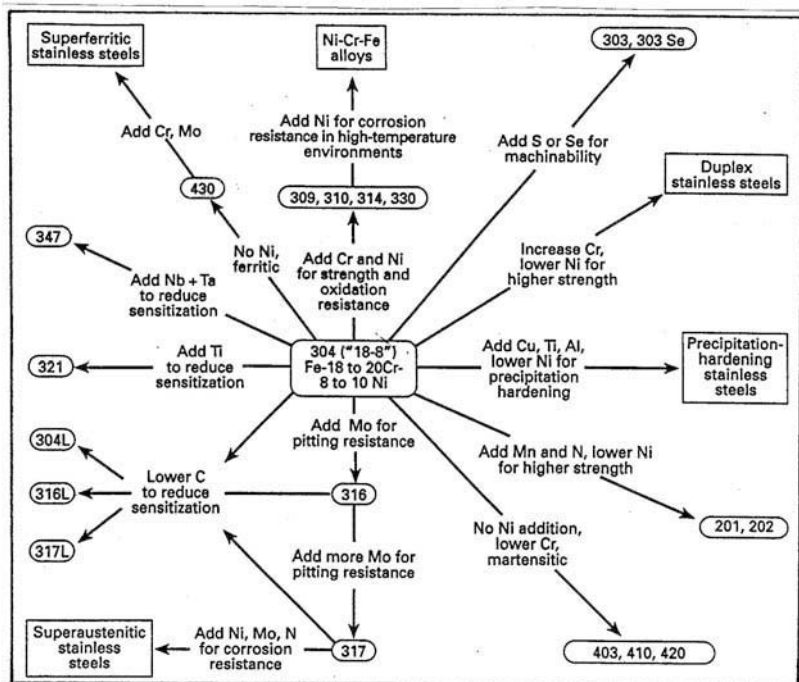 Superferritic
stainless steels
Ni-Cr-Fe
alloys
303, 303 Se
Add Cr, Mo
Add Ni for corrosion
resistance in high-temperature
environments
Add S or Se for
machinability
Duplex
stainless steels
430
309, 310, 314, 330
347
No Ni,
ferritic
Add Cr and Ni
for strength and
oxidation
resistance
Increase Cr,
lower Ni for
higher strength
Add Nb + Ta
to reduce
sensitization
321
Add Ti
to reduce
sensitization
304 ("18-8")
Fe-18 to 20Cr-
8 to 10 Ni
Add Cu, Ti, Al,
lower Ni for
precipitation
hardening
Precipitation-
hardening
stainless
steels
304L
316L
317L
Lower C
to reduce
sensitization
Add Mo for
pitting resistance
316
Add Mn and N, lower Ni
for higher strength
201, 202
No Ni addition,
lower Cr,
martensitic
Add more Mo for
pitting resistance
Superaustenitic
stainless
steels
Add Ni, Mo, N
for corrosion
resistance
317
403, 410, 420